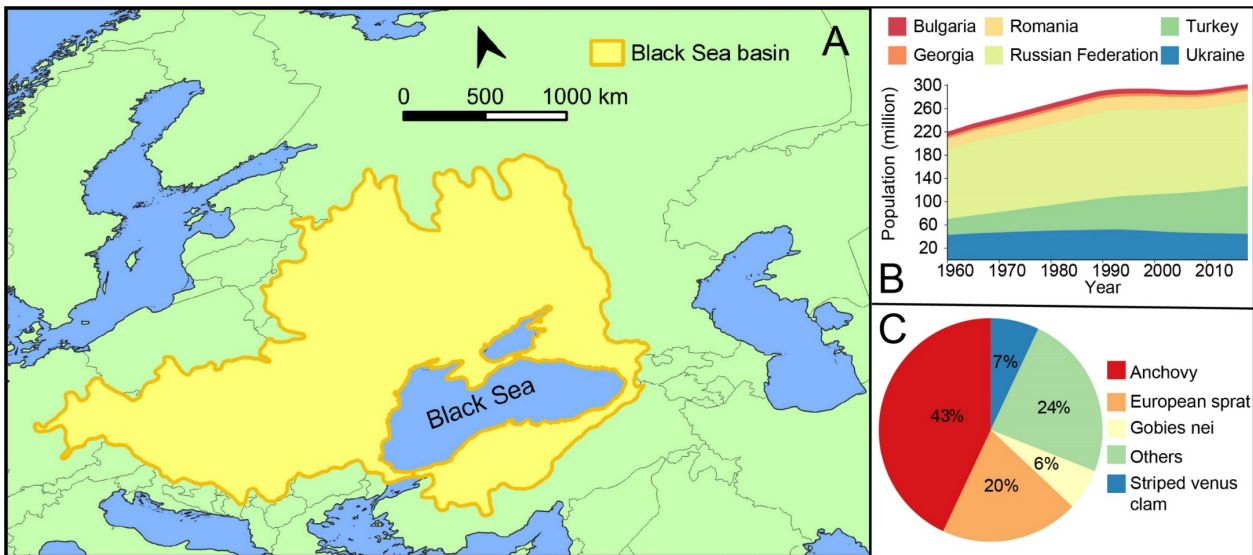 A
Black Sea basin
0 500 1000 km
Black Sea
Bulgaria Romania Turkey
Georgia Russian Federation Ukraine
Population (million)
300
260
220
180
140
100
60
20
1960 1970 1980 1990 2000 2010
Year
B
C
7%
24%
6%
20%
43%
Anchovy
European sprat
Gobies nei
Others
Striped venus
clam